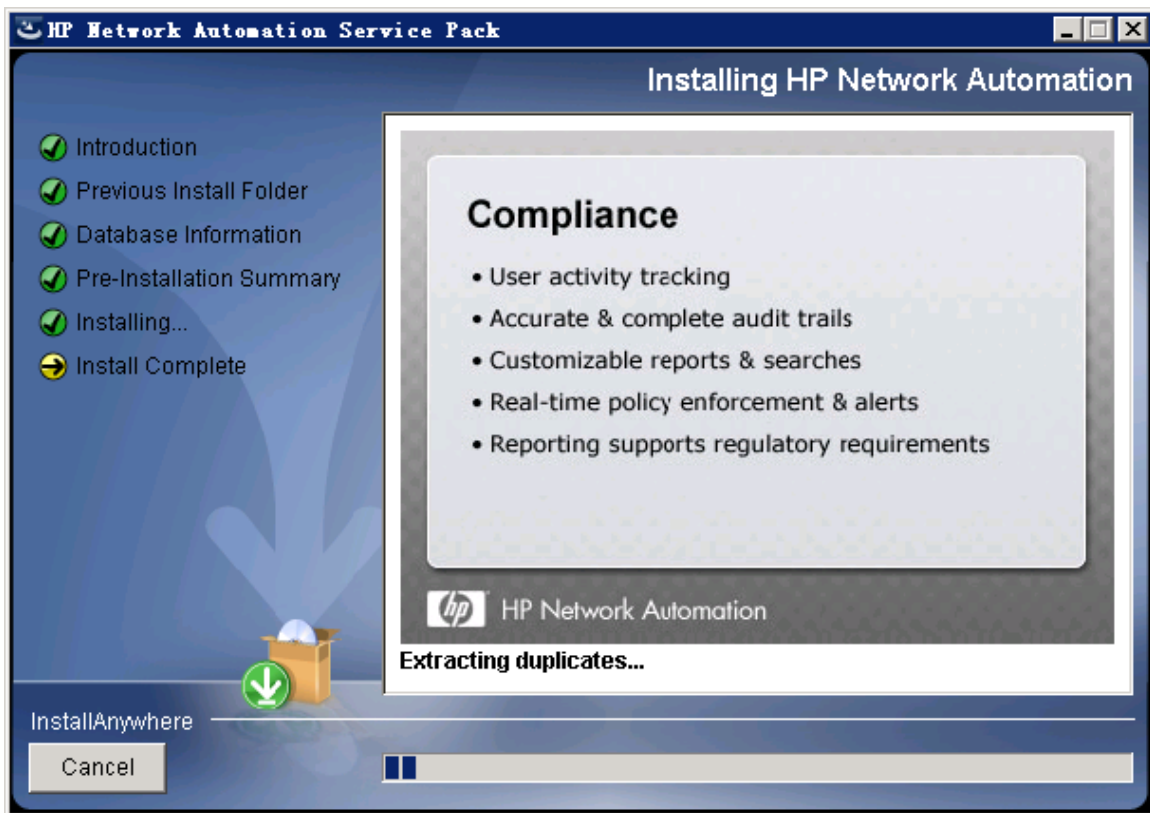 HP Network Automation Service Pack
Installing HP Network Automation
Introduction
Previous Install Folder
Database Information
Pre-Installation Summary
Installing...
Install Complete
Compliance
• User activity tracking
• Accurate & complete audit trails
• Customizable reports & searches
• Real-time policy enforcement & alerts
• Reporting supports regulatory requirements
hp HP Network Automation
Extracting duplicates...
InstallAnywhere
Cancel